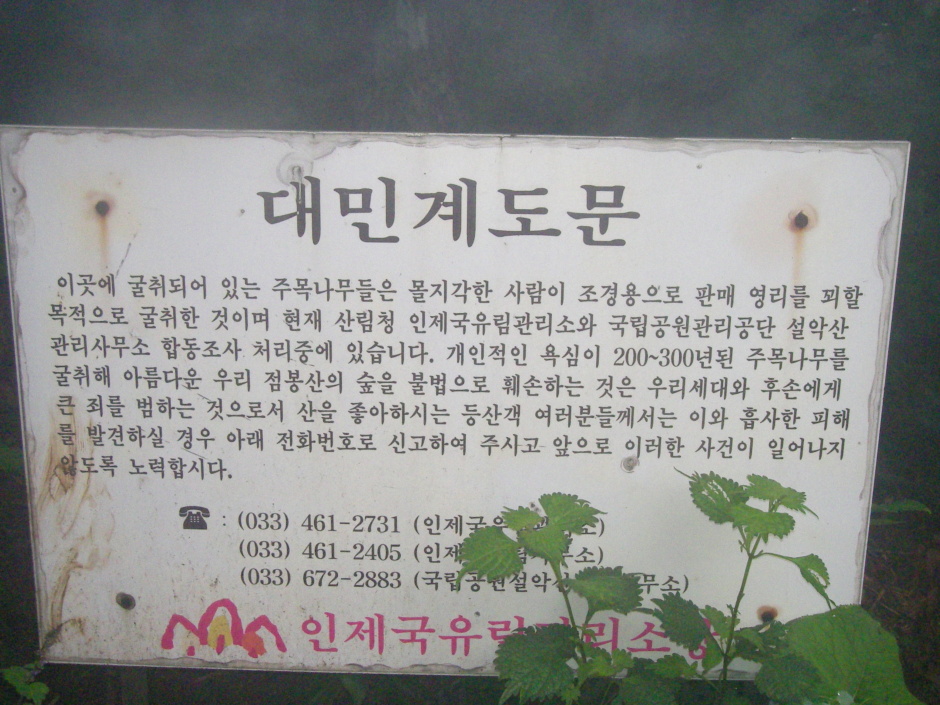 대민계도문
이곳에 굴취되어 있는 주목나무들은 몰지각한 사람이 조경용으로 판매 영리를 꾀할
목적으로 굴취한 것이며 현재 산림청 인제국유림관리소와 국립공원관리공단 설악산
관리사무소 합동조사 처리중에 있습니다. 개인적인 욕심이 200~300년된 주목나무를
굴취해 아름다운 우리 점봉산의 숲을 불법으로 훼손하는 것은 우리세대와 후손에게
큰 죄를 범하는 것으로서 산을 좋아하시는 등산객 여러분들께서는 이와 흡사한 피해
를 발견하실 경우 아래 전화번호로 신고하여 주사고 앞으로 이러한 사건이 일어나지
않도록 노력합시다.
☎ : (033) 461-2731 (인제국유
(033) 461-2405
(033) 672-2883 (국립공원설악산
인제국유림관리소장